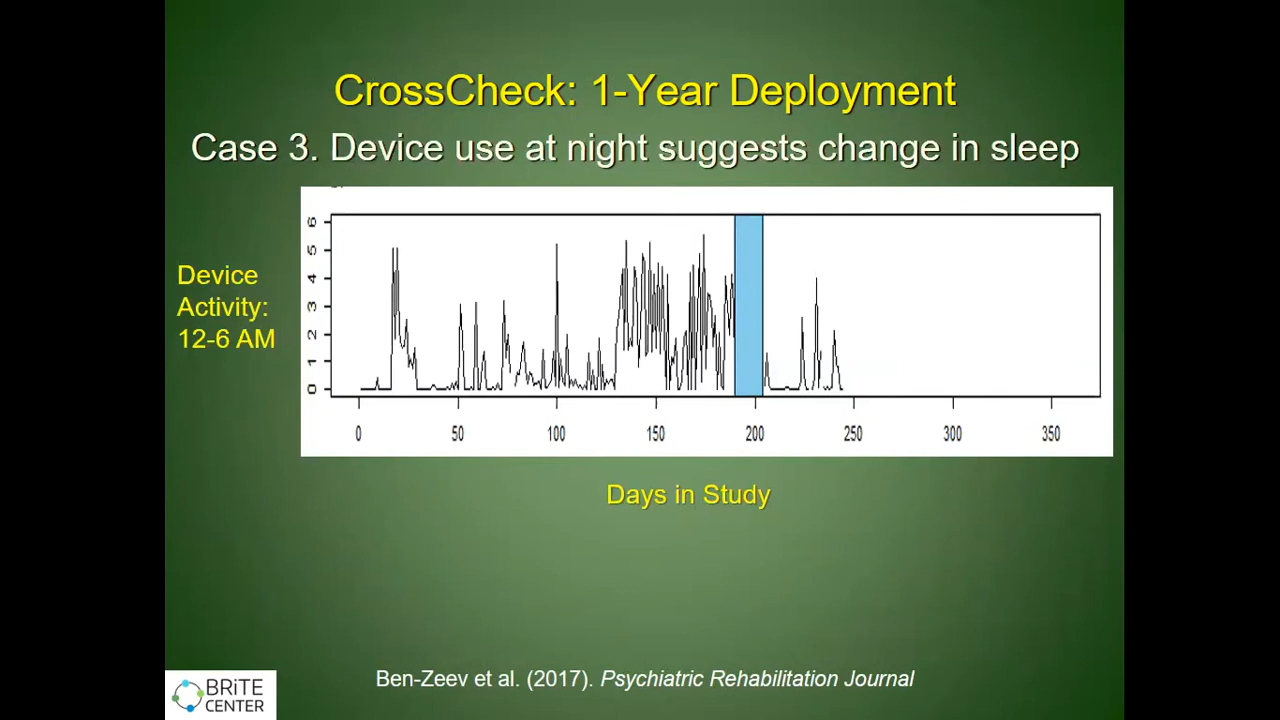 CrossCheck: 1-Year Deployment
Case 3. Device use at night suggests change in sleep
Device
Activity:
12-6 AM
6
5
4
3
2
1
0
0 50 100 150 200 250 300 350
Days in Study
Ben-Zeev et al. (2017). Psychiatric Rehabilitation Journal
BRiTE
CENTER